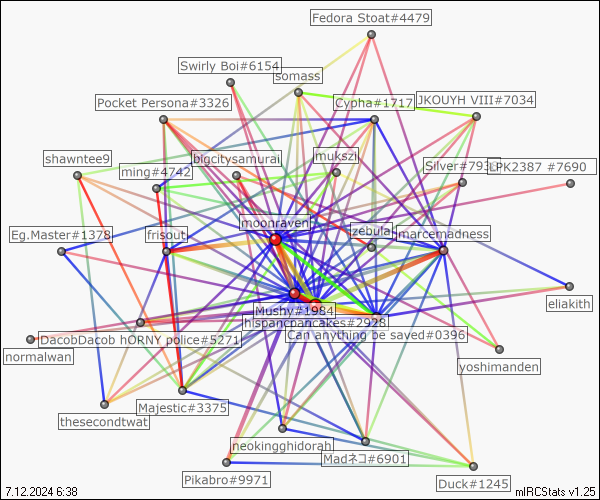 Fedora Stoat#4479
Swirly Boi#6154
somass
Pocket Persona#3326
Cypha#1717
JKOUYH VIII#7034
shawntee9
ming#4742
bigcitysamurai
mukszi
Silver#793
LPK2387 #7690
moonraven
Eg.Master#1378
frisout
zebula
marcemadness
eliakith
Mushy#1984
hispancpancakes#2928
DacobDacob hORNY police#5271
Can anything be saved#0396
normalwan
yoshimanden
thesecondtwat
Majestic#3375
neokingghidorah
Madネコ#6901
Pikabro#9971
Duck#1245
7.12.2024 6:38
mIRCStats v1.25